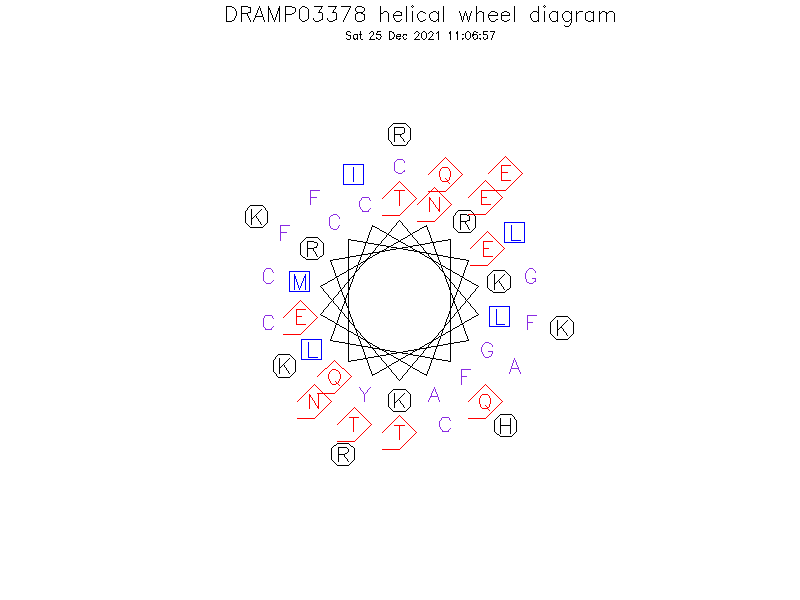 DRAMP03378 helical wheel diagram
Sat 25 Dec 2021 11:06:57
R
I C Q E
F C T N E
K F C R R E L
C M K G
C E L F K
K L G A
Q F
N Y K A Q
T T C H
R